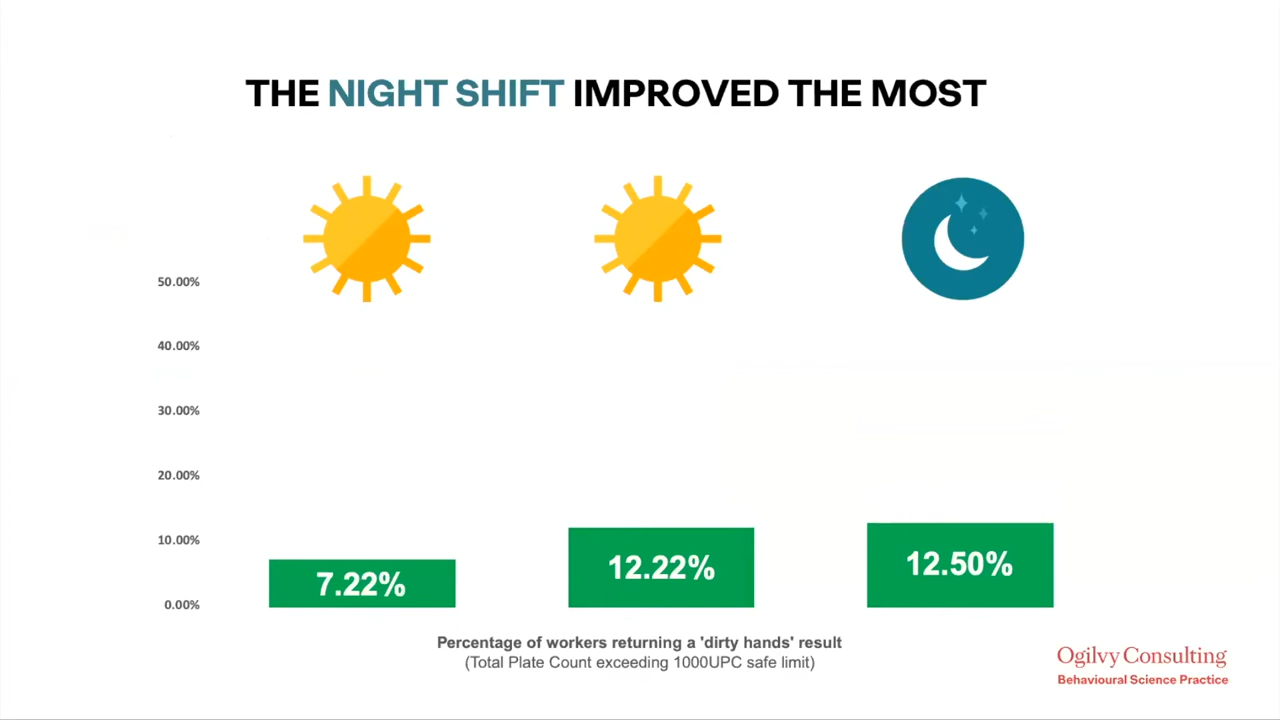 THE NIGHT SHIFT IMPROVED THE MOST
50.00%
40.00%
30.00%
20.00%
10.00%
0.00%
7.22%
12.22%
12.50%
Percentage of workers returning a 'dirty hands' result
(Total Plate Count exceeding 1000UPC safe limit)
Ogilvy Consulting
Behavioural Science Practice